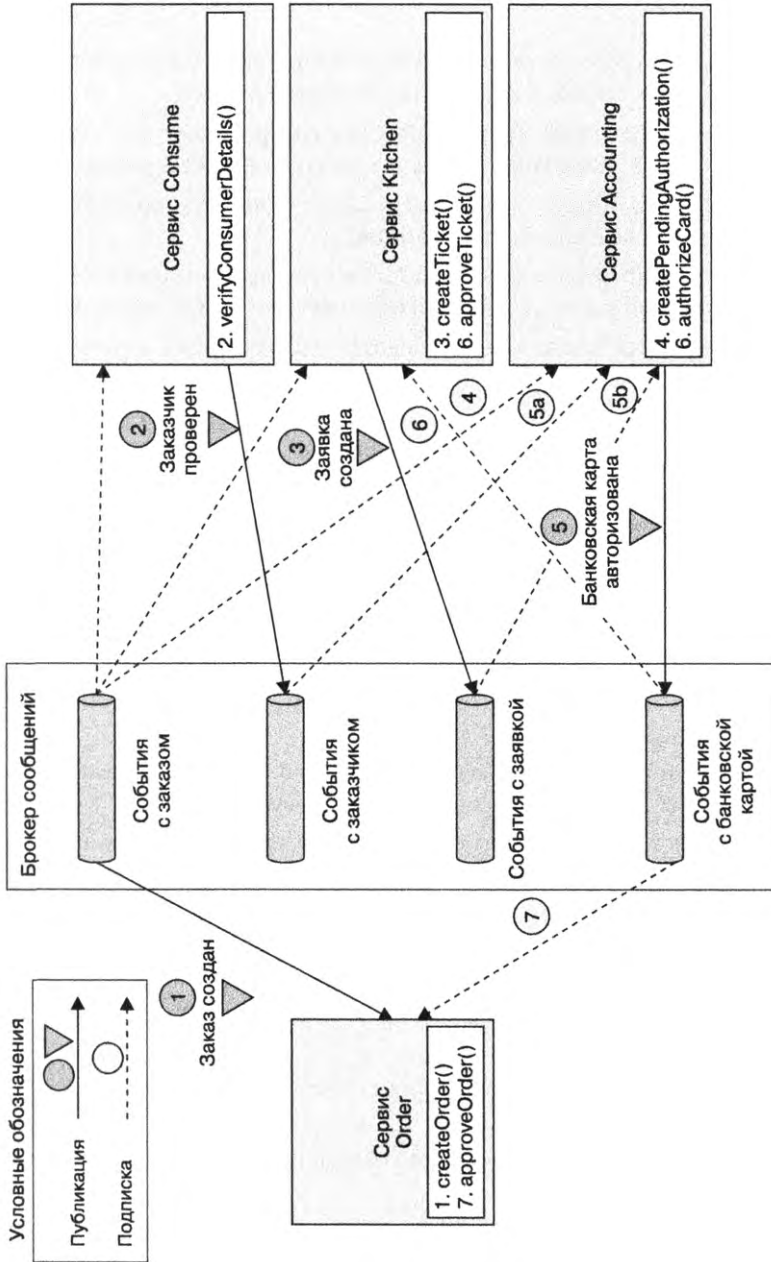 Условные обозначения
Публикация
Подписка
1
Заказ создан
Сервис
Order
1. createOrder()
7. approveOrder()
7
Брокер сообщений
События
с заказом
События
с заказчиком
События с заявкой
События
с банковской
картой
2
Заказчик
проверен
3
Заявка
создана
6
4
5a
5b
5
Банковская карта
авторизована
Сервис Consume
2. verifyConsumerDetails()
Сервис Kitchen
3. createTicket()
6. approveTicket()
Сервис Accounting
4. createPendingAuthorization()
6. authorizeCard()